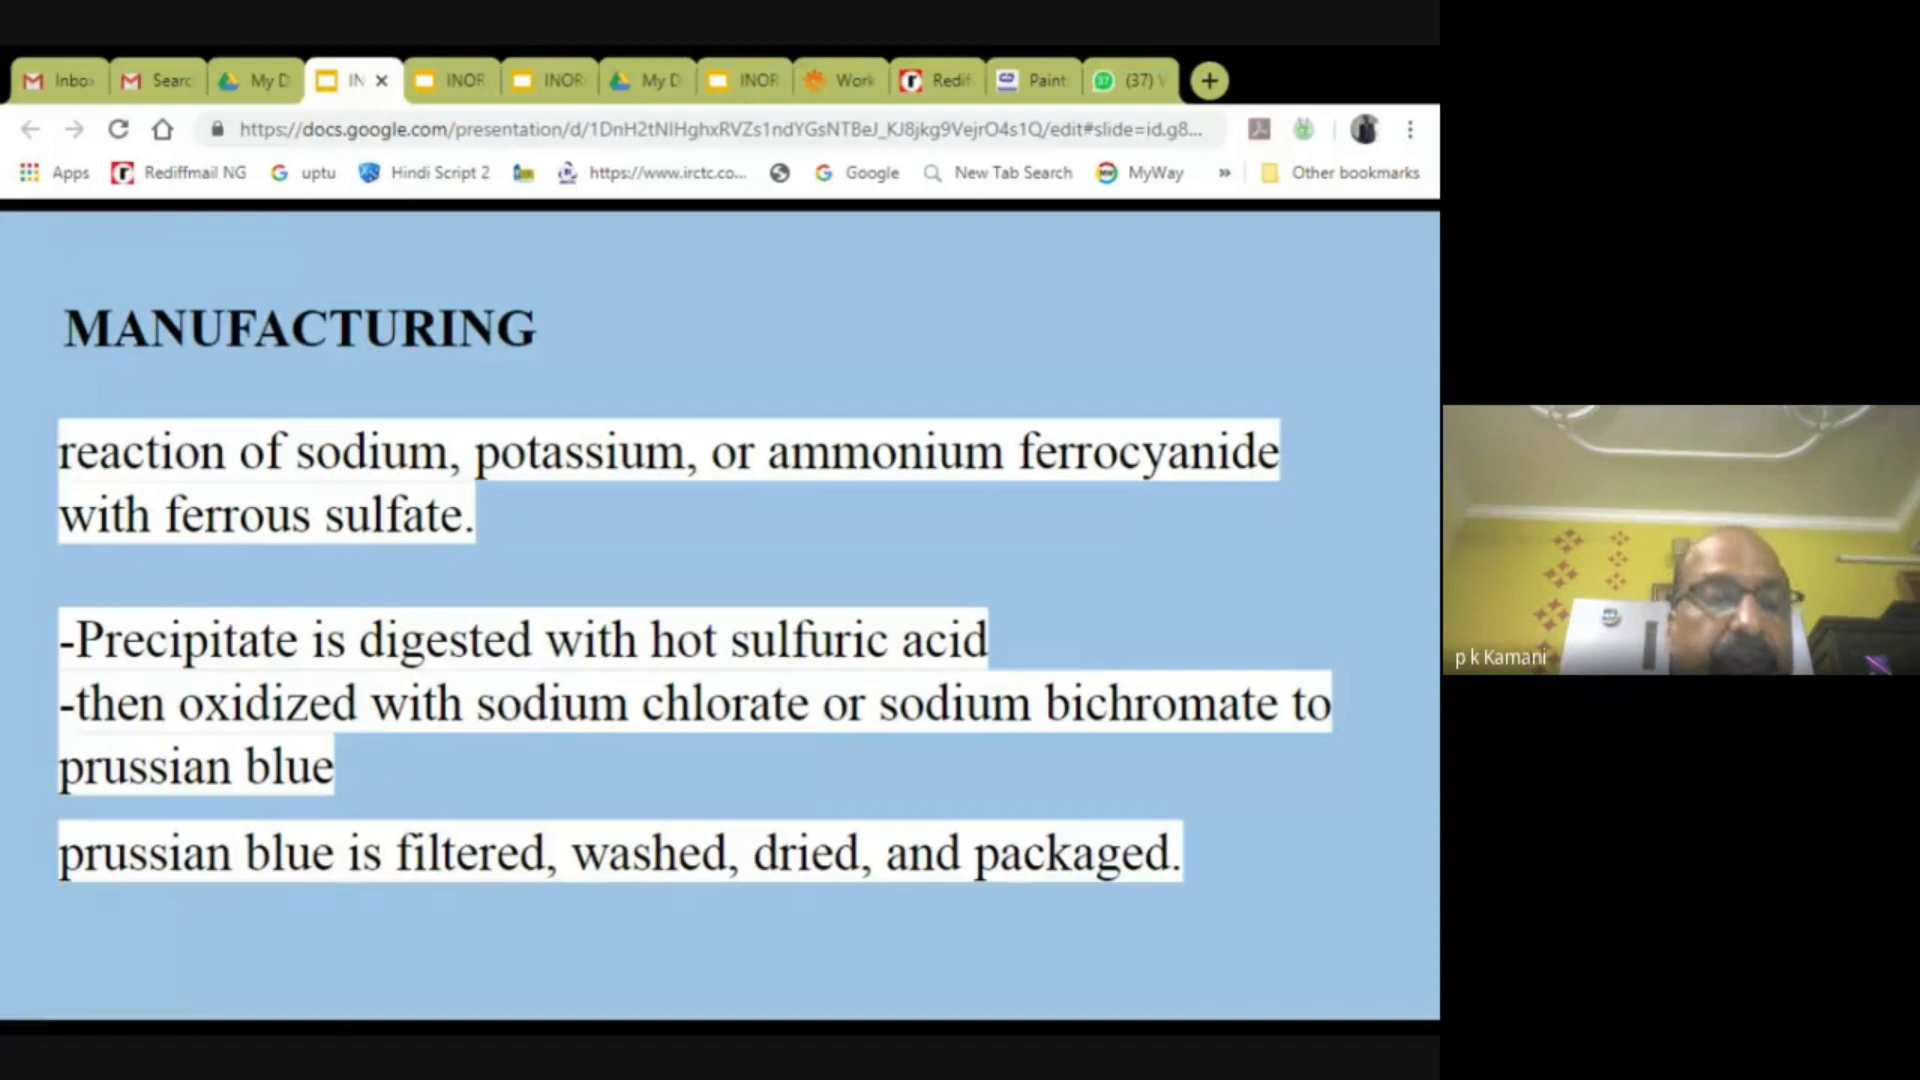 Inbo
Searc
My D
IN
INOR
INOR
My D
INOR
Work
Redif
Paint
(37)
https://docs.google.com/presentation/d/1DnH2tNIHghxRVZs1ndYGsNTBeJ_KJ8jkg9VejrO4s1Q/edit#slide=id.g8...
Apps
Rediffmail NG
uptu
Hindi Script 2
https://www.irctc.co...
Google
New Tab Search
MyWay
»
Other bookmarks
MANUFACTURING
reaction of sodium, potassium, or ammonium ferrocyanide
with ferrous sulfate.
-Precipitate is digested with hot sulfuric acid
-then oxidized with sodium chlorate or sodium bichromate to
prussian blue
prussian blue is filtered, washed, dried, and packaged.
p k Kamani